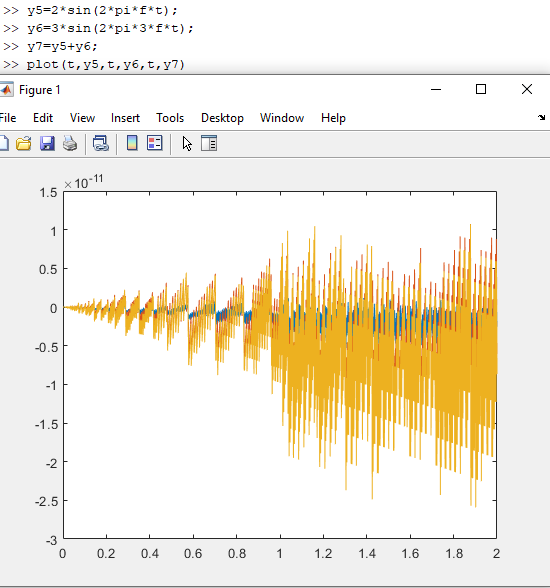 >> y5=2*sin(2*pi*f*t);
>> y6=3*sin(2*pi*3*f*t);
>> y7=y5+y6;
>> plot(t,y5,t,y6,t,y7)
Figure 1
File Edit View Insert Tools Desktop Window Help
×10-11
1.5
1
0.5
0
-0.5
-1
-1.5
-2
-2.5
-3
0 0.2 0.4 0.6 0.8 1 1.2 1.4 1.6 1.8 2